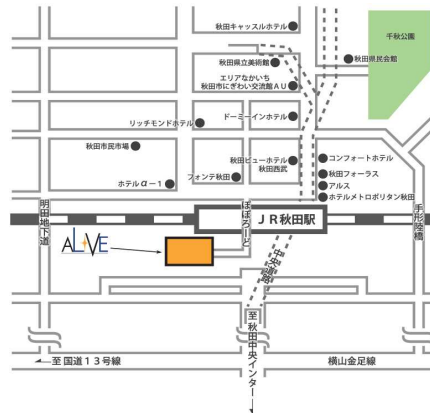 秋田キャッスルホテル
千秋公園
秋田県立美術館
秋田県民会館
エリアなかいち
秋田市にぎわい交流館AU
リッチモンドホテル
ドーミーインホテル
秋田市民市場
秋田ビューホテル
秋田西武
コンフォートホテル
フォンテ秋田
秋田フォーラス
ホテルα−1
アルス
ホテルメトロポリタン秋田
明田地下道
ぽぽろーど
JR秋田駅
手形陸橋
ALVE
中央道路
至秋田中央インター
至国道13号線
横山金足線